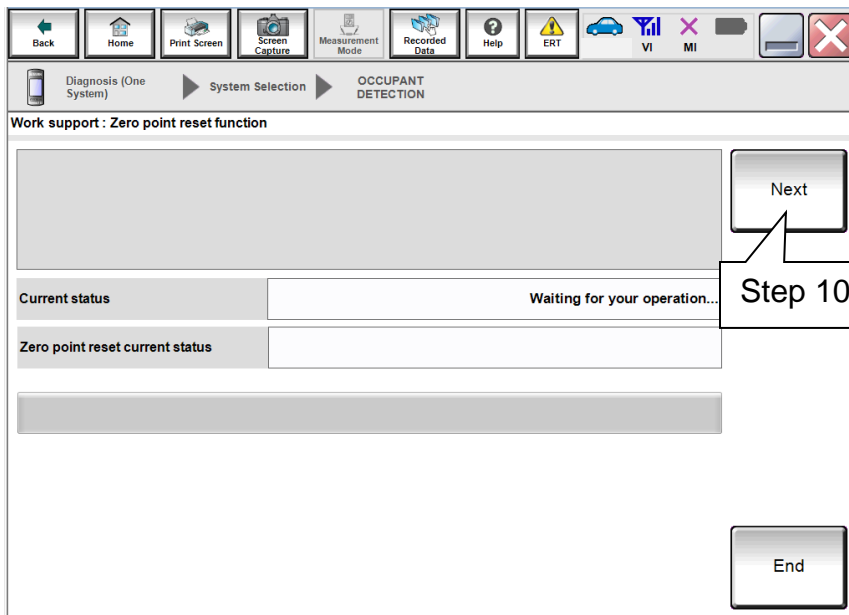 Back
Home
Print Screen
Screen
Capture
Measurement
Mode
Recorded
Data
Help
ERT
VI
MI
Diagnosis (One
System)
System Selection
OCCUPANT
DETECTION
Work support : Zero point reset function
Next
Step 10
Current status
Waiting for your operation...
Zero point reset current status
End